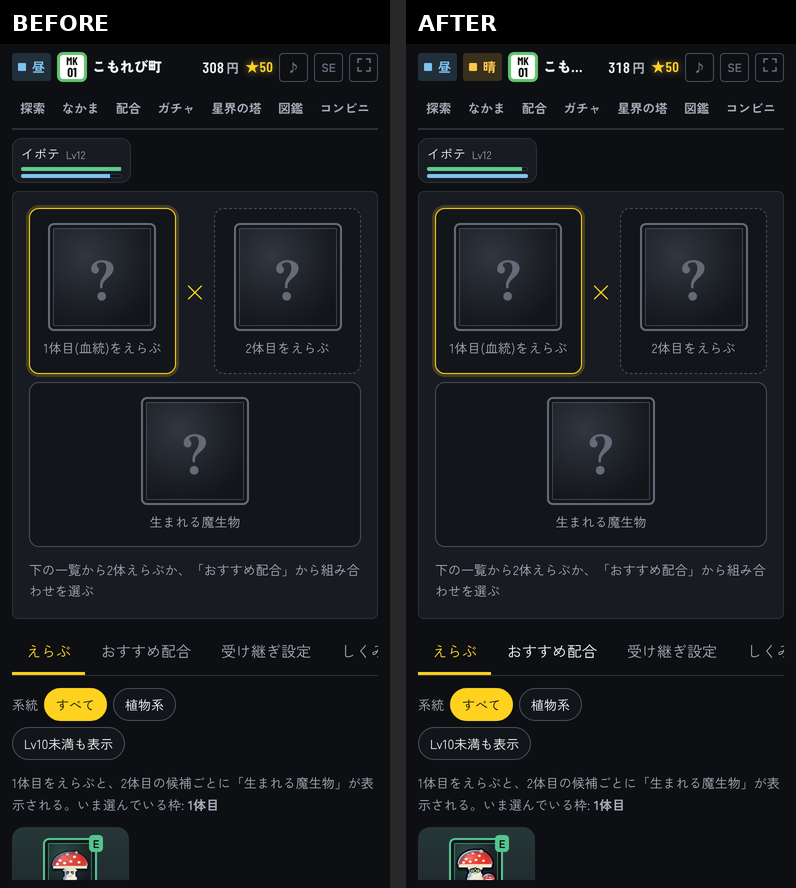 BEFORE
昼 MK 01 こもれび町 308円 ★50 ♪ SE
探索 なかま 配合 ガチャ 星界の塔 図鑑 コンビニ
イポテ Lv12
? × ?
1体目(血統)をえらぶ 2体目をえらぶ
?
生まれる魔生物
下の一覧から2体えらぶか、「おすすめ配合」から組み合
わせを選ぶ
えらぶ おすすめ配合 受け継ぎ設定 しくみ
系統 すべて 植物系
Lv10未満も表示
1体目をえらぶと、2体目の候補ごとに「生まれる魔生物」が表
示される。いま選んでいる枠: 1体目
E
AFTER
昼 晴 MK 01 こも… 318円 ★50 ♪ SE
探索 なかま 配合 ガチャ 星界の塔 図鑑 コンビニ
イポテ Lv12
? × ?
1体目(血統)をえらぶ 2体目をえらぶ
?
生まれる魔生物
下の一覧から2体えらぶか、「おすすめ配合」から組み合
わせを選ぶ
えらぶ おすすめ配合 受け継ぎ設定 しくみ
系統 すべて 植物系
Lv10未満も表示
1体目をえらぶと、2体目の候補ごとに「生まれる魔生物」が表
示される。いま選んでいる枠: 1体目
E